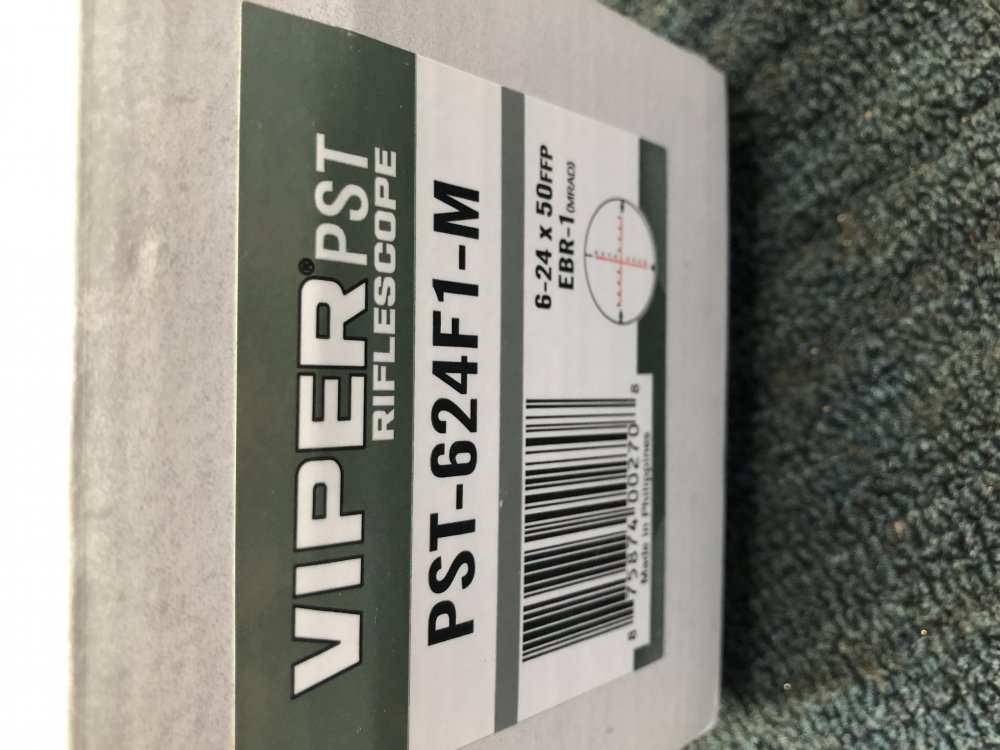 VIPER® PST
RIFLESCOPE
PST-624F1-M
6-24 x 50FFP
EBR-1 (MRAD)
8 75874 00270 8
Made in Philippines